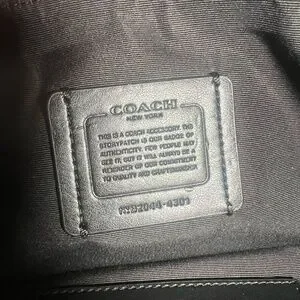 COACH
NEW YORK
THIS IS A COACH ACCESSORY. THE
STORYPATCH IS OUR BADGE OF
AUTHENTICITY. FEW PEOPLE MAY
SEE IT, BUT IT WILL ALWAYS BE A
REMINDER OF OUR COMMITMENT
TO QUALITY AND CRAFTSMANSHIP